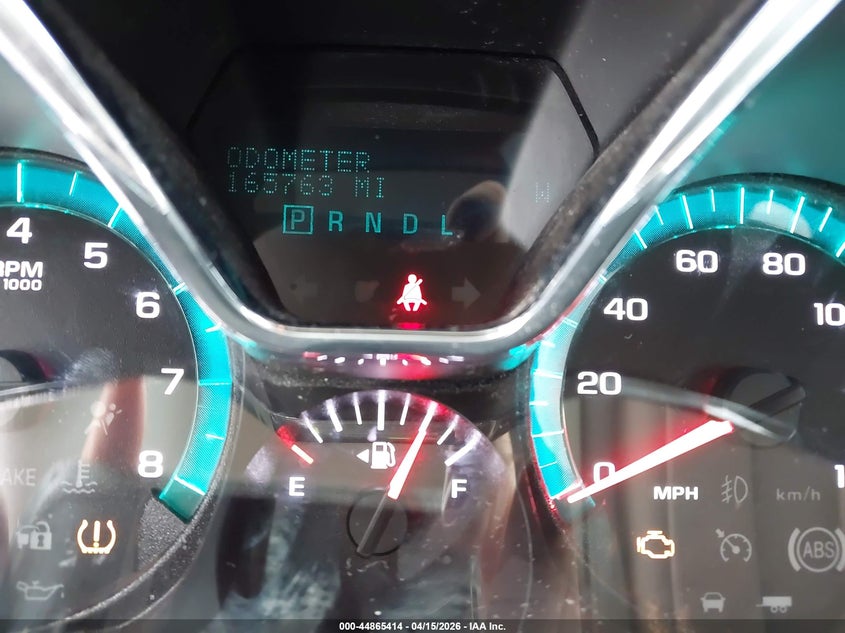 ODOMETER
165763 MI
W
P R N D L
4
5
6
7
8
RPM
x 1000
20
40
60
80
0
MPH
km/h
E
F
ABS
000-44865414 - 04/15/2026 - IAA Inc.